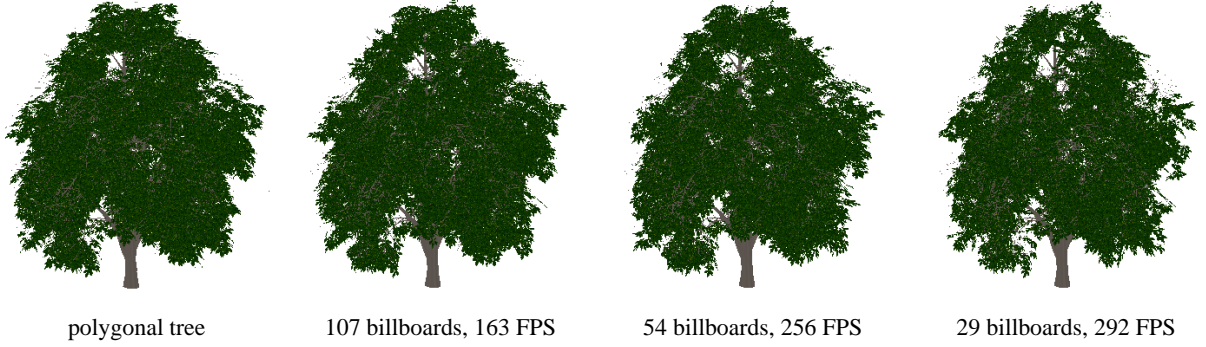 polygonal tree
107 billboards, 163 FPS
54 billboards, 256 FPS
29 billboards, 292 FPS